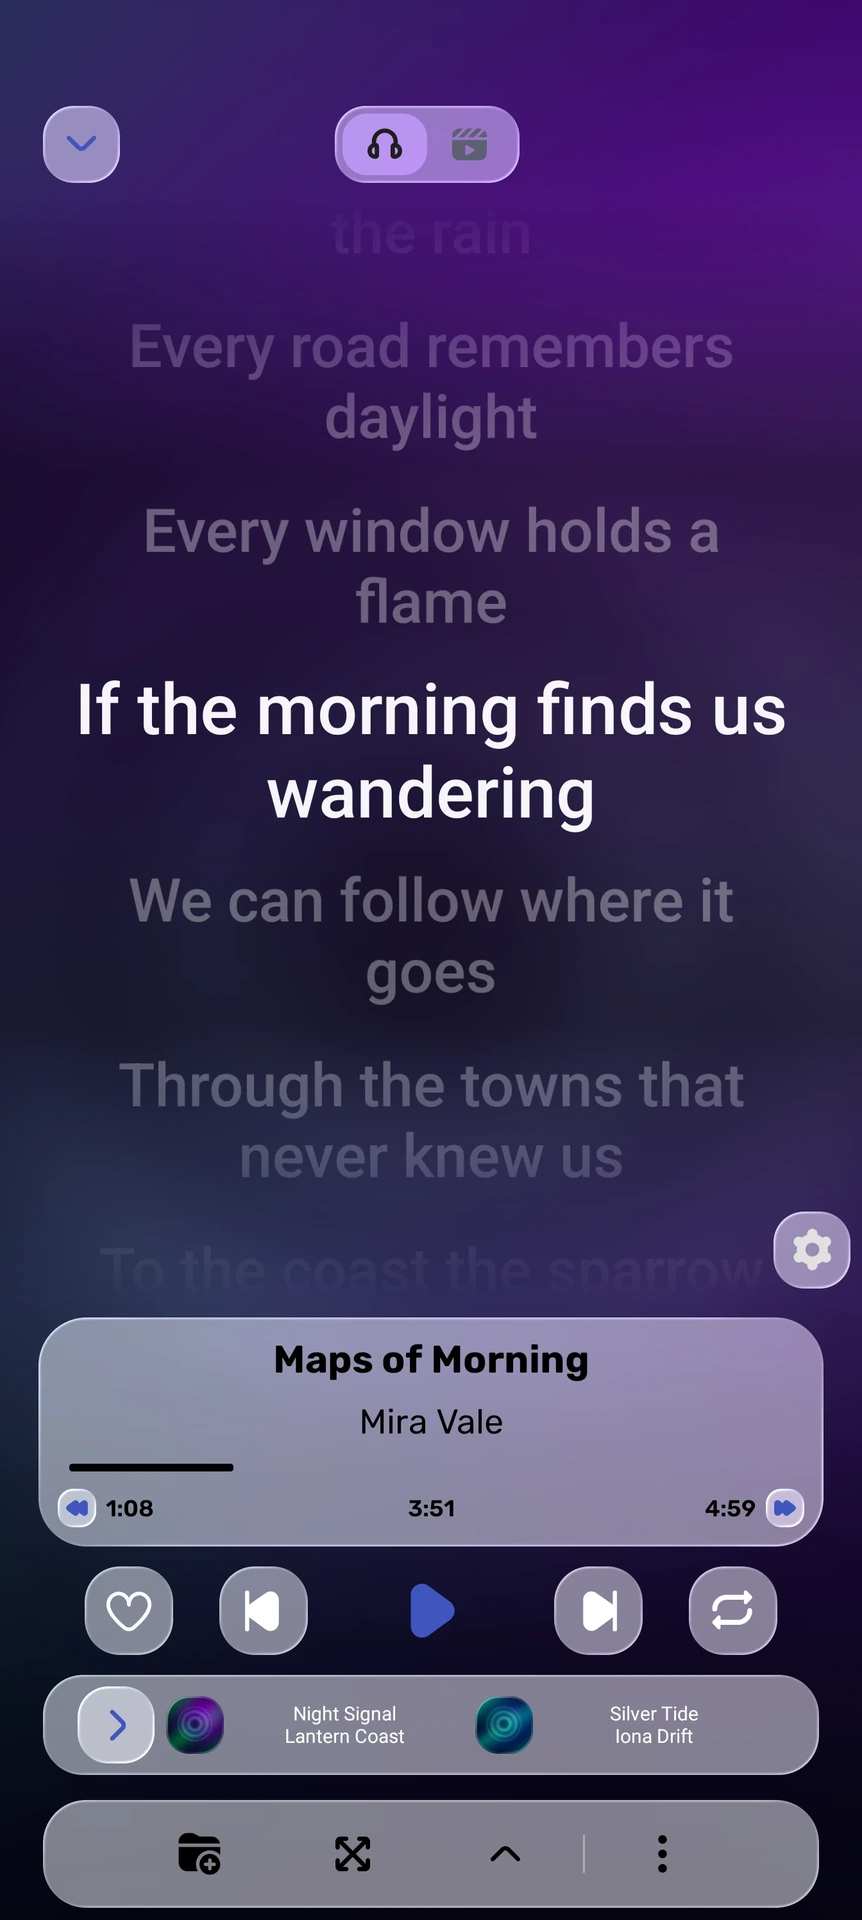 the rain
Every road remembers
daylight
Every window holds a
flame
If the morning finds us
wandering
We can follow where it
goes
Through the towns that
never knew us
To the coast the sparrow
Maps of Morning
Mira Vale
1:08 3:51 4:59
Night Signal
Lantern Coast
Silver Tide
Iona Drift